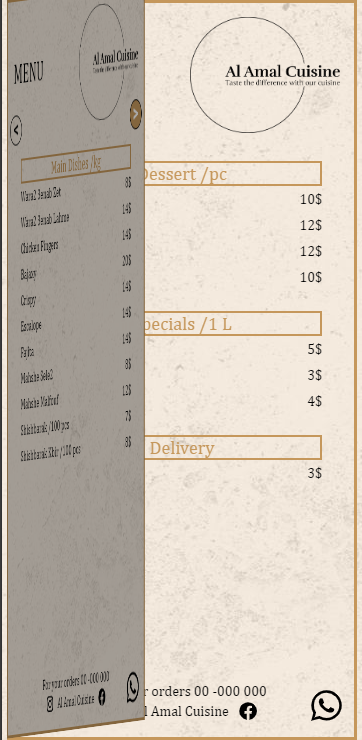 MENU
Al Amal Cuisine
Taste the difference with our cuisine
Main Dishes /kg
Wara2 3enab Zet 8$
Wara2 3enab Lahme 14$
Chicken Fingers 14$
Bajaxy 20$
Crispy 14$
Escalope 14$
Fajita 14$
Mahshe Sele2 8$
Mahshe Malfouf 12$
Shishbarak /100 pcs 7$
Shishbarak Kbir /100 pcs 8$
For your orders 00 -000 000
Al Amal Cuisine
Al Amal Cuisine
Taste the difference with our cuisine
Dessert /pc
10$
12$
12$
10$
pecials /1 L
5$
3$
4$
Delivery
3$
r orders 00 -000 000
l Amal Cuisine